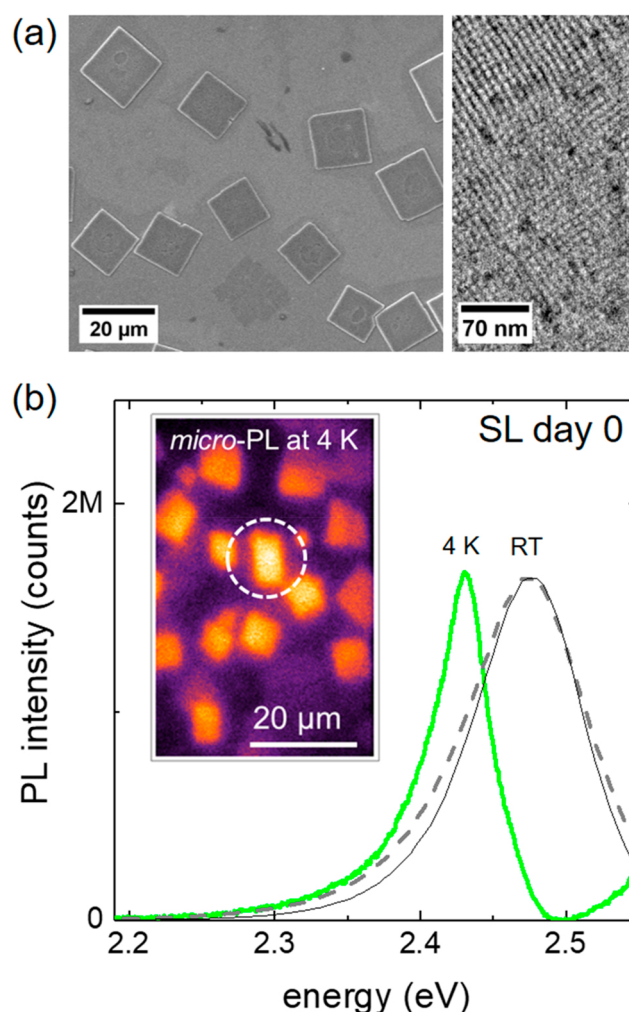 (a)
20 µm
70 nm
(b)
SL day 0
micro-PL at 4 K
2M
4 K RT
20 µm
PL intensity (counts)
0
2.2 2.3 2.4 2.5
energy (eV)